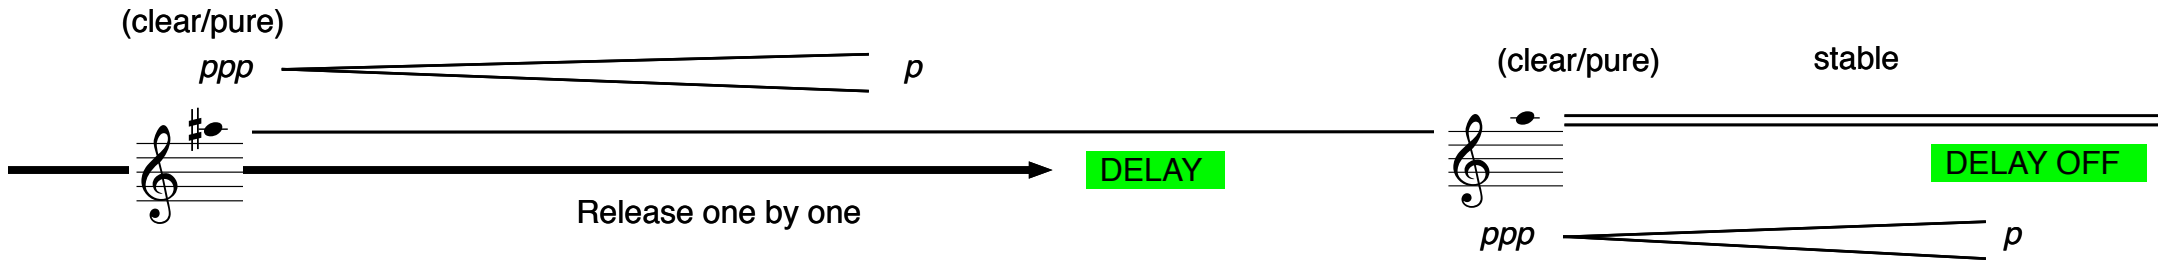 (clear/pure)
ppp p
DELAY
Release one by one
(clear/pure) stable
DELAY OFF
ppp p